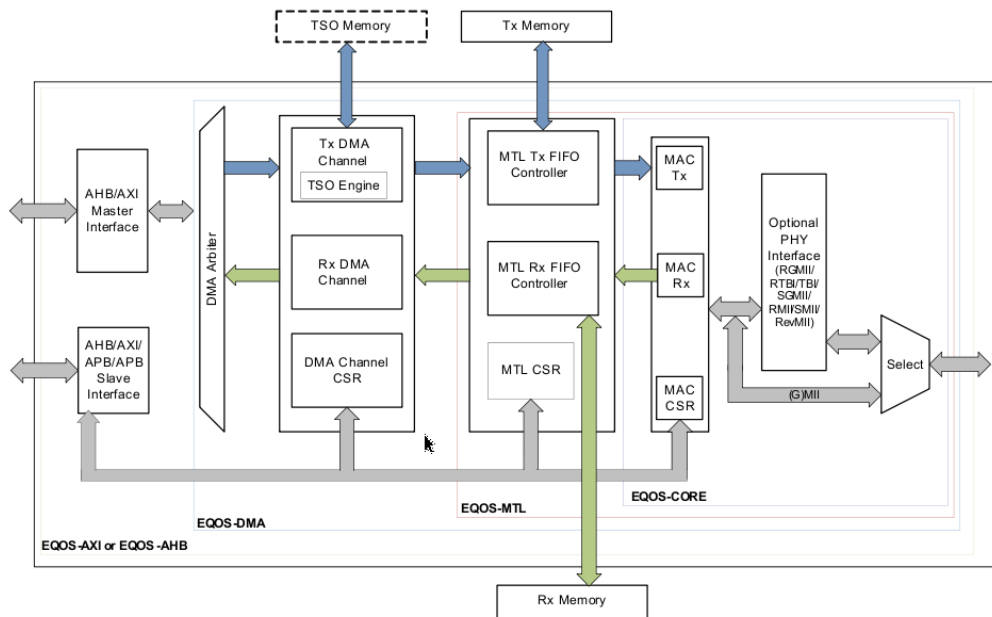 TSO Memory
Tx Memory
AHB/AXI
Master
Interface
AHB/AXI/
APB/APB
Slave
Interface
DMA Arbiter
Tx DMA
Channel
TSO Engine
Rx DMA
Channel
DMA Channel
CSR
MTL Tx FIFO
Controller
MTL Rx FIFO
Controller
MTL CSR
MAC
Tx
MAC
Rx
MAC
CSR
Optional
PHY
Interface
(RGMII/
RTBI/TBI/
SGMII/
RMII/SMII/
RevMII)
(G)MII
Select
EQOS-CORE
EQOS-MTL
EQOS-DMA
EQOS-AXI or EQOS -AHB
Rx Memory